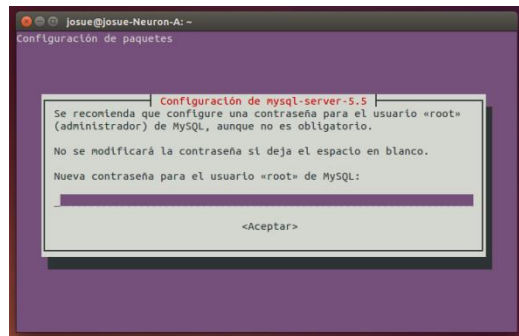 josue@josue-Neuron-A: ~
Configuración de paquetes
Configuración de mysql-server-5.5
Se recomienda que configure una contraseña para el usuario «root»
(administrador) de MySQL, aunque no es obligatorio.
No se modificará la contraseña si deja el espacio en blanco.
Nueva contraseña para el usuario «root» de MySQL:
<Aceptar>